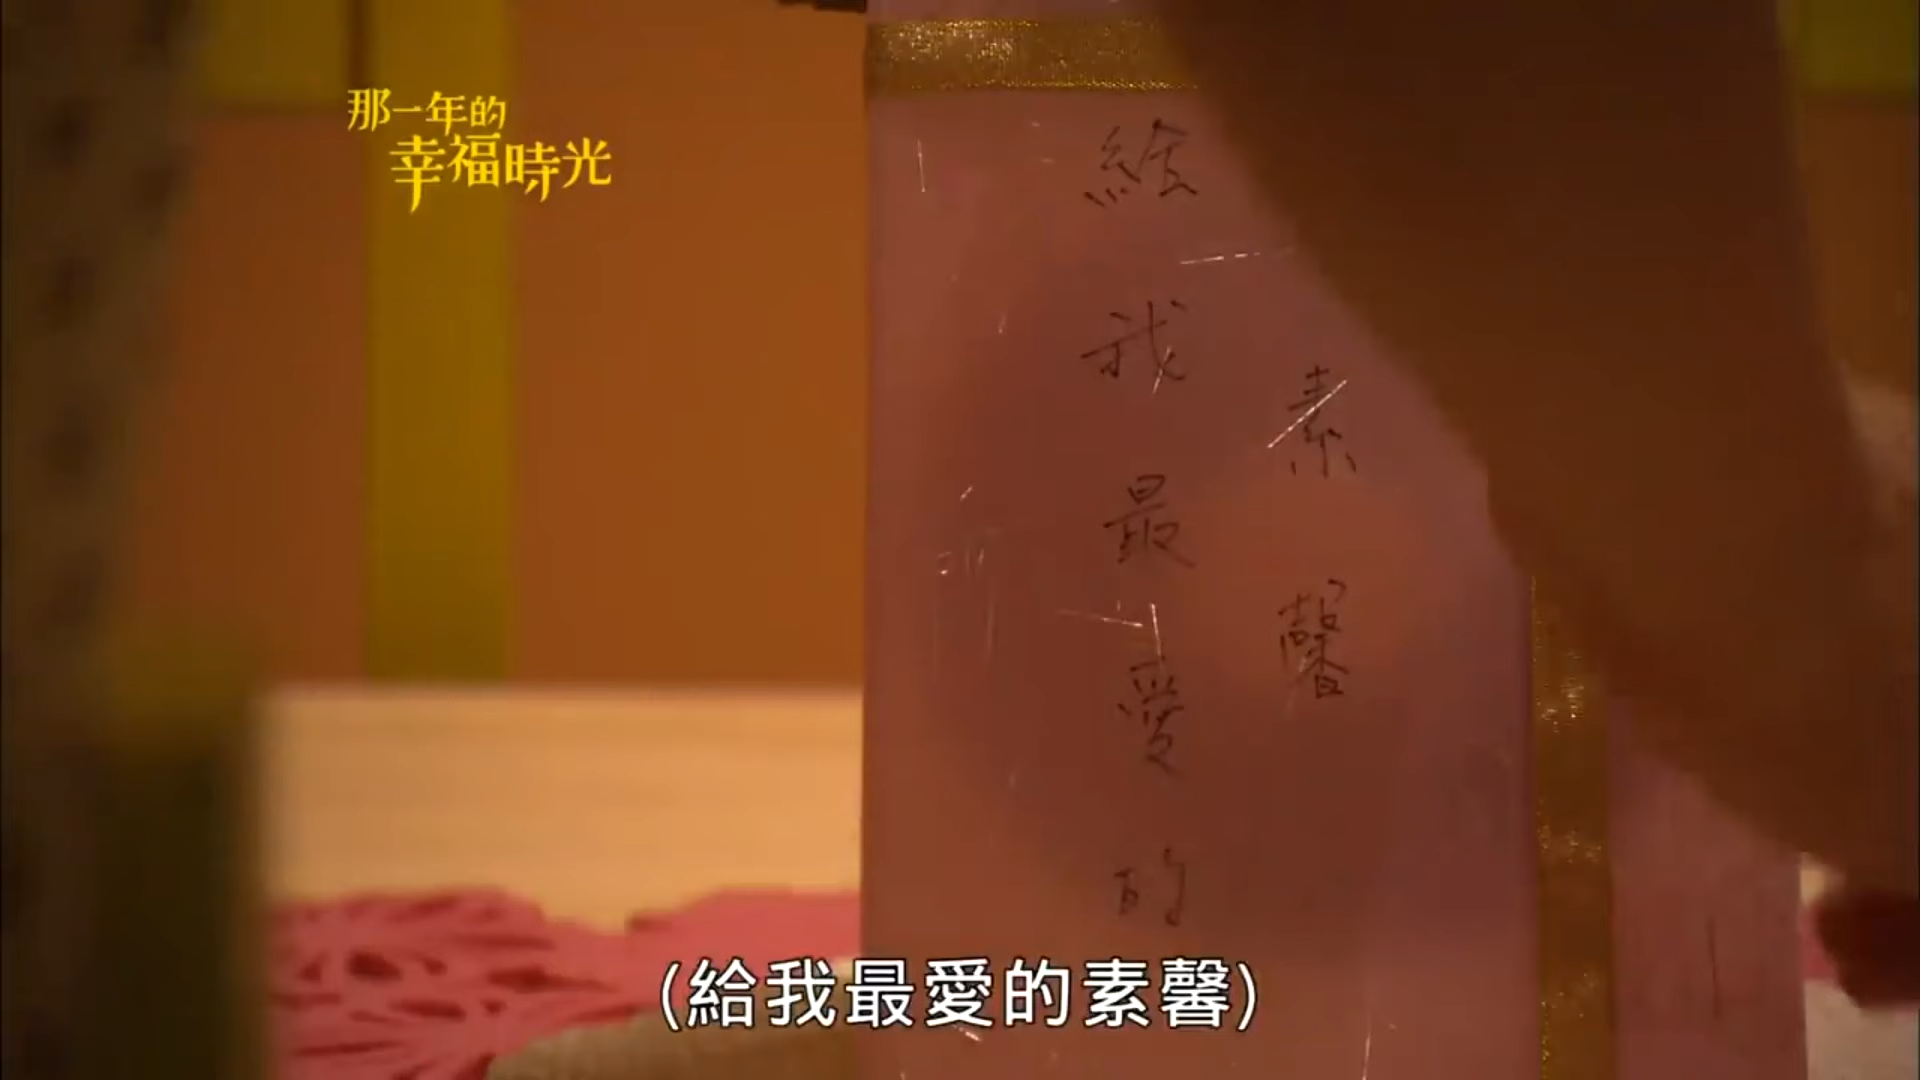 那一年的
幸福時光
給我最愛的
素馨
(給我最愛的素馨)